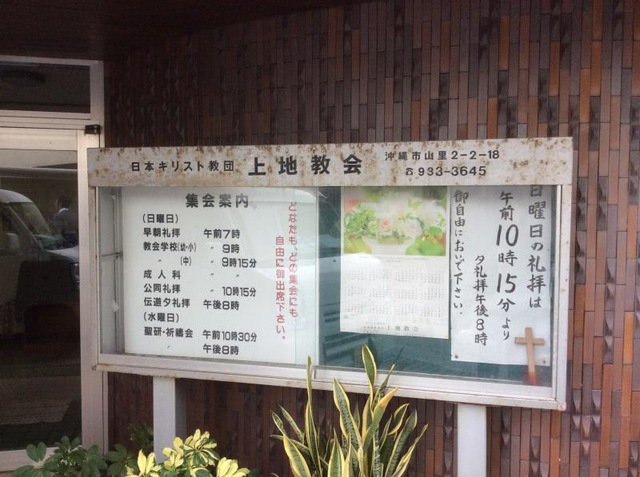 日本キリスト教団 上地教会 沖縄市山里2-2-18
☎933-3645
集会案内
(日曜日)
早朝礼拝 午前7時
教会学校(幼・小) 〃 9時
〃 (中) 〃 9時15分
成人科 〃 〃
公同礼拝 〃 10時15分
伝道夕礼拝 午後8時
(水曜日)
聖研・祈祷会 午前10時30分
〃 午後8時
どなたもどの集会にも
自由に御出席下さい。
上地教会
日曜日の礼拝は
午前10時15分より
夕礼拝午後8時
御自由においで下さい。